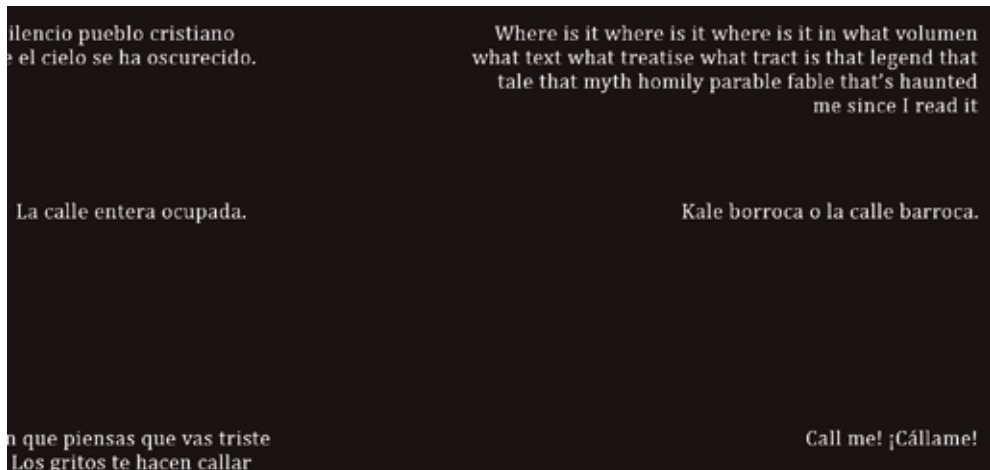 ilencio pueblo cristiano
el cielo se ha oscurecido.
Where is it where is it where is it in what volumen
what text what treatise what tract is that legend that
tale that myth homily parable fable that's haunted
me since I read it
La calle entera ocupada.
Kale borroca o la calle barroca.
n que piensas que vas triste
Los gritos te hacen callar
Call me! ¡Cállame!